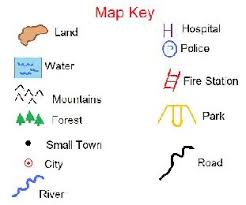 Map Key
Land
Water
Mountains
Forest
Small Town
City
River
H Hospital
P Police
Fire Station
Park
Road